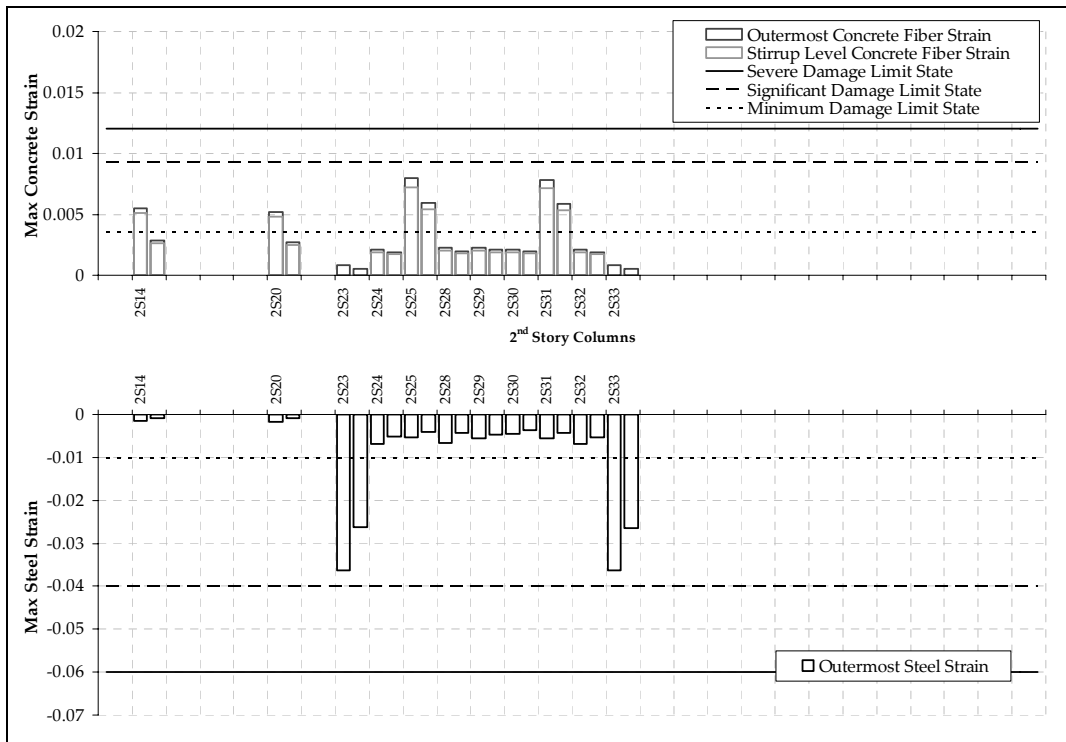 0.02
0.015
0.01
0.005
0
Max Concrete Strain
Outermost Concrete Fiber Strain
Stirrup Level Concrete Fiber Strain
Severe Damage Limit State
Significant Damage Limit State
Minimum Damage Limit State
2S14
2S20
2S23
2S24
2S25
2S28
2S29
2S30
2S31
2S32
2S33
2nd Story Columns
2S14
2S20
2S23
2S24
2S25
2S28
2S29
2S30
2S31
2S32
2S33
0
-0.01
-0.02
-0.03
-0.04
-0.05
-0.06
-0.07
Max Steel Strain
Outermost Steel Strain